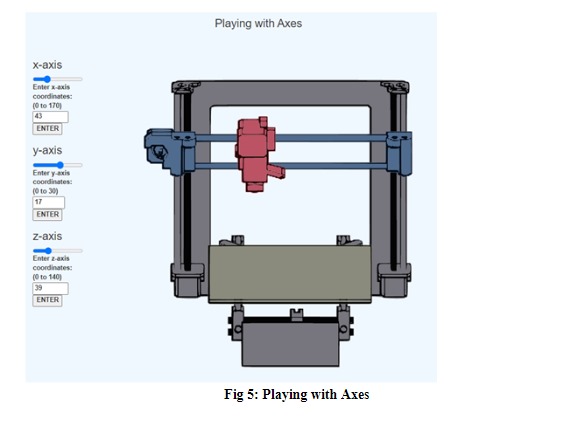 Playing with Axes
x-axis
Enter x-axis
coordinates:
(0 to 170)
43
ENTER
y-axis
Enter y-axis
coordinates:
(0 to 30)
17
ENTER
z-axis
Enter z-axis
coordinates:
(0 to 140)
39
ENTER
Fig 5: Playing with Axes